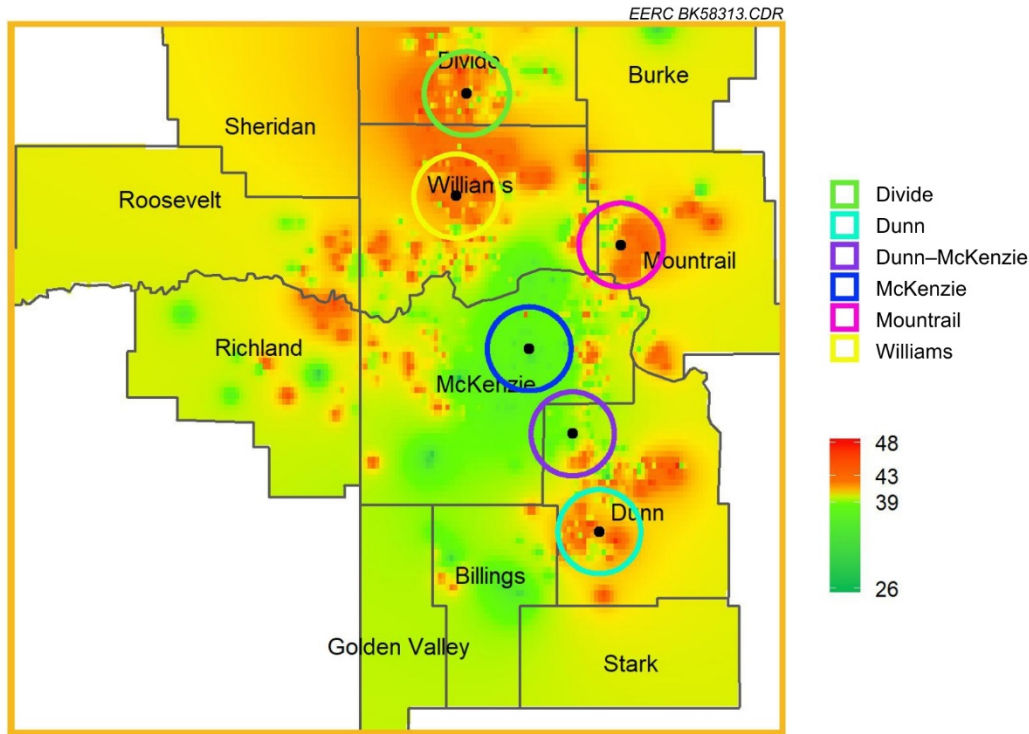 EERC BK58313.CDR
Divide
Burke
Sheridan
Williams
Roosevelt
Mountrail
Richland
McKenzie
Dunn
Billings
Golden Valley
Stark
Divide
Dunn
Dunn–McKenzie
McKenzie
Mountrail
Williams
48
43
39
26